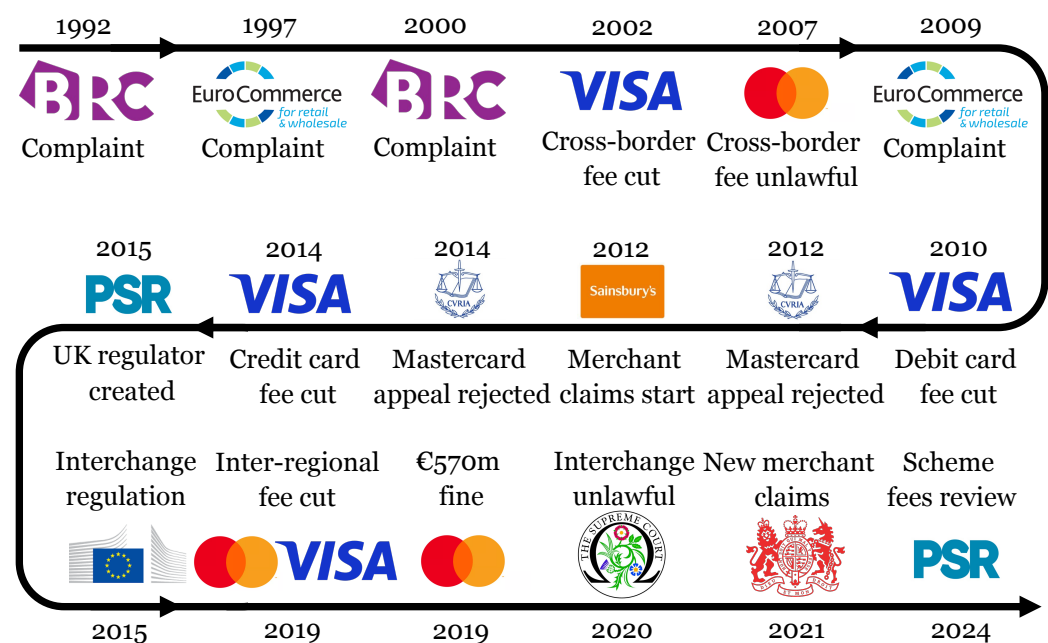 1992 1997 2000 2002 2007 2009
BRC EuroCommerce for retail & wholesale BRC VISA EuroCommerce for retail & wholesale
Complaint Complaint Complaint Cross-border fee cut Cross-border fee unlawful Complaint
2015 2014 2014 2012 2012 2010
PSR VISA CVRIA Sainsbury's CVRIA VISA
UK regulator created Credit card fee cut Mastercard appeal rejected Merchant claims start Mastercard appeal rejected Debit card fee cut
Interchange regulation Inter-regional fee cut €570m fine Interchange unlawful New merchant claims Scheme fees review
VISA THE SUPREME COURT DIEU ET MON DROIT PSR
2015 2019 2019 2020 2021 2024